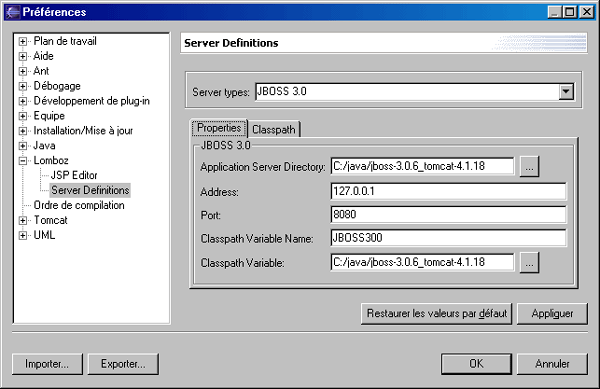 Préférences
Plan de travail
Aide
Ant
Débogage
Développement de plug-in
Equipe
Installation/Mise à jour
Java
Lomboz
JSP Editor
Server Definitions
Ordre de compilation
Tomcat
UML
Server Definitions
Server types: JBOSS 3.0
Properties Classpath
JBOSS 3.0
Application Server Directory: C:/java/jboss-3.0.6_tomcat-4.1.18 ...
Address: 127.0.0.1
Port: 8080
Classpath Variable Name: JBOSS300
Classpath Variable: C:/java/jboss-3.0.6_tomcat-4.1.18 ...
Restaurer les valeurs par défaut Appliquer
Importer... Exporter... OK Annuler